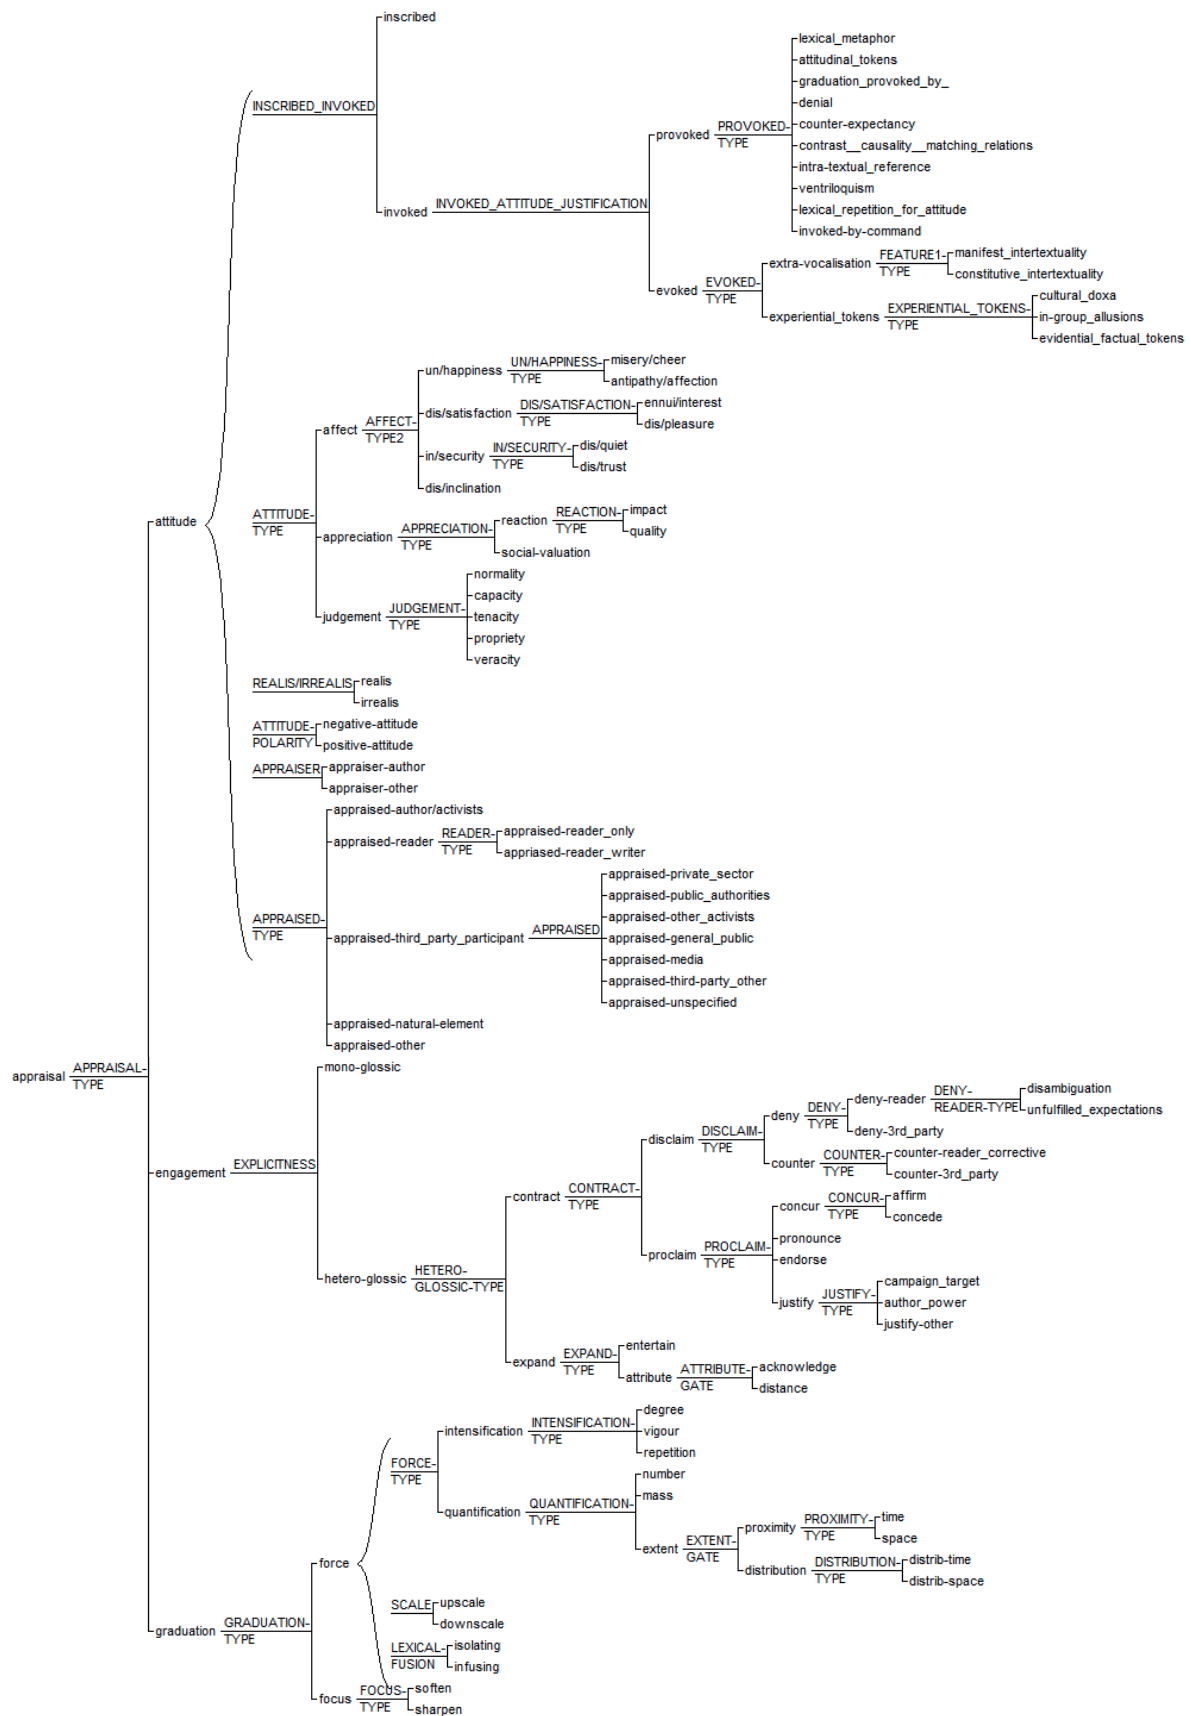 inscribed
lexical_metaphor
attitudinal_tokens
graduation_provoked_by_
denial
INSCRIBED_INVOKED
counter-expectancy
provoked PROVOKED-
TYPE
contrast__causality__matching_relations
intra-textual_reference
ventriloquism
lexical_repetition_for_attitude
invoked INVOKED_ATTITUDE_JUSTIFICATION
invoked-by-command
extra-vocalisation FEATURE1-
TYPE
manifest_intertextuality
constitutive_intertextuality
evoked EVOKED-
TYPE
cultural_doxa
experiential_tokens EXPERIENTIAL_TOKENS-
TYPE
in-group_allusions
evidential_factual_tokens
un/happiness UN/HAPPINESS-
TYPE
misery/cheer
antipathy/affection
dis/satisfaction DIS/SATISFACTION-
TYPE
ennui/interest
dis/pleasure
affect AFFECT-
TYPE2
in/security IN/SECURITY-
TYPE
dis/quiet
dis/trust
dis/inclination
attitude
ATTITUDE-
TYPE
appreciation APPRECIATION-
TYPE
reaction REACTION-
TYPE
impact
quality
social-valuation
normality
capacity
judgement JUDGEMENT-
TYPE
tenacity
propriety
veracity
REALIS/IRREALIS
realis
irrealis
ATTITUDE-
POLARITY
negative-attitude
positive-attitude
APPRAISER
appraiser-author
appraiser-other
appraised-author/activists
appraised-reader READER-
TYPE
appraised-reader_only
appriased-reader_writer
appraised-private_sector
appraised-public_authorities
APPRAISED-
TYPE
appraised-other_activists
appraised-third_party_participant APPRAISED
appraised-general_public
appraised-media
appraised-third-party_other
appraised-unspecified
appraised-natural-element
appraised-other
appraisal APPRAISAL-
TYPE
mono-glossic
engagement EXPLICITNESS
deny DENY-
TYPE
deny-reader DENY-
READER-TYPE
disambiguation
unfulfilled_expectations
deny-3rd_party
disclaim DISCLAIM-
TYPE
counter COUNTER-
TYPE
counter-reader_corrective
counter-3rd_party
contract CONTRACT-
TYPE
concur CONCUR-
TYPE
affirm
concede
pronounce
proclaim PROCLAIM-
TYPE
endorse
hetero-glossic HETERO-
GLOSSIC-TYPE
justify JUSTIFY-
TYPE
campaign_target
author_power
justify-other
expand EXPAND-
TYPE
entertain
attribute ATTRIBUTE-
GATE
acknowledge
distance
intensification INTENSIFICATION-
TYPE
degree
vigour
repetition
FORCE-
TYPE
number
mass
quantification QUANTIFICATION-
TYPE
extent EXTENT-
GATE
proximity PROXIMITY-
TYPE
time
space
distribution DISTRIBUTION-
TYPE
distrib-time
distrib-space
force
SCALE
upscale
downscale
graduation GRADUATION-
TYPE
LEXICAL-
FUSION
isolating
infusing
focus FOCUS-
TYPE
soften
sharpen